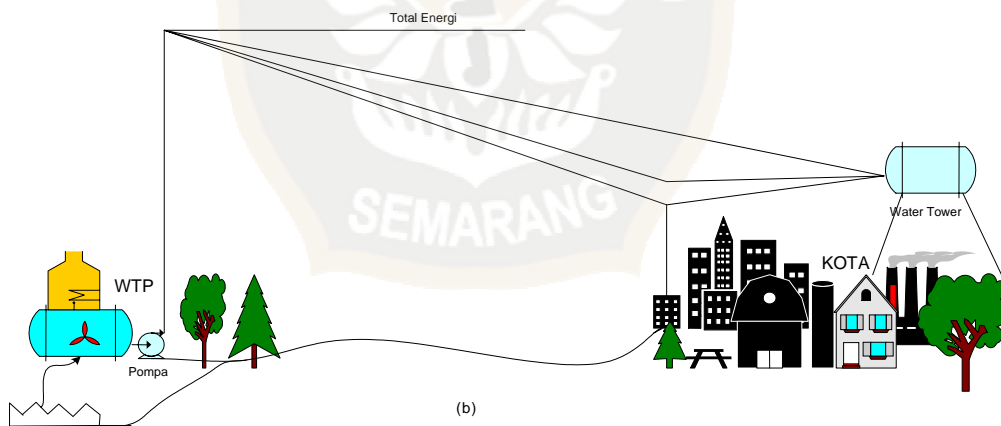 Total Energi
SEMARANG
Water Tower
WTP
KOTA
Pompa
(b)